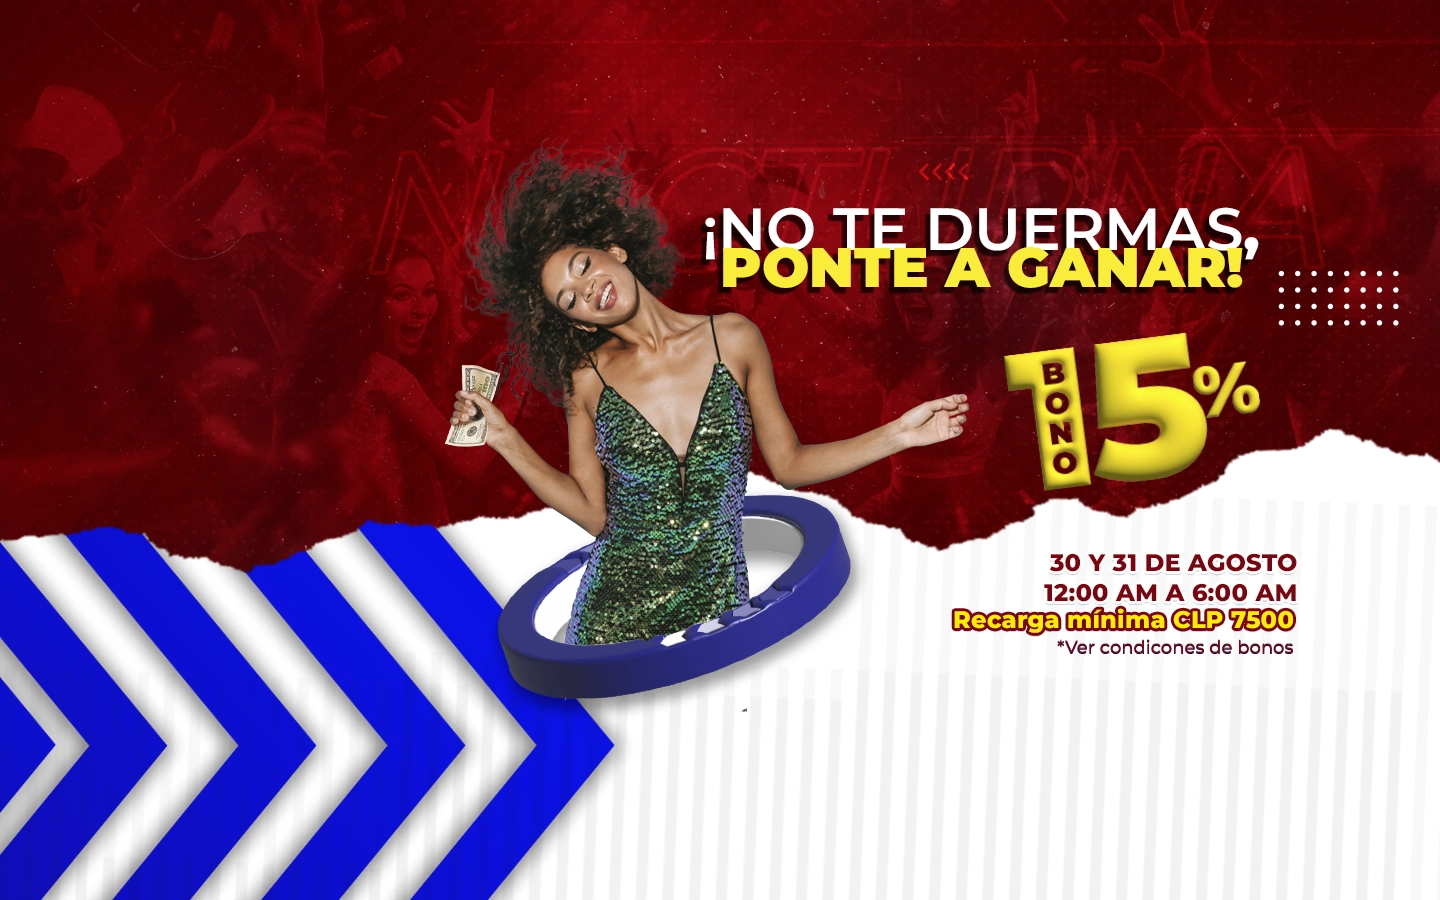 NOCTURNA
¡NO TE DUERMAS,
PONTE A GANAR!
15%
BONO
30 Y 31 DE AGOSTO
12:00 AM A 6:00 AM
Recarga mínima CLP 7500
*Ver condicones de bonos